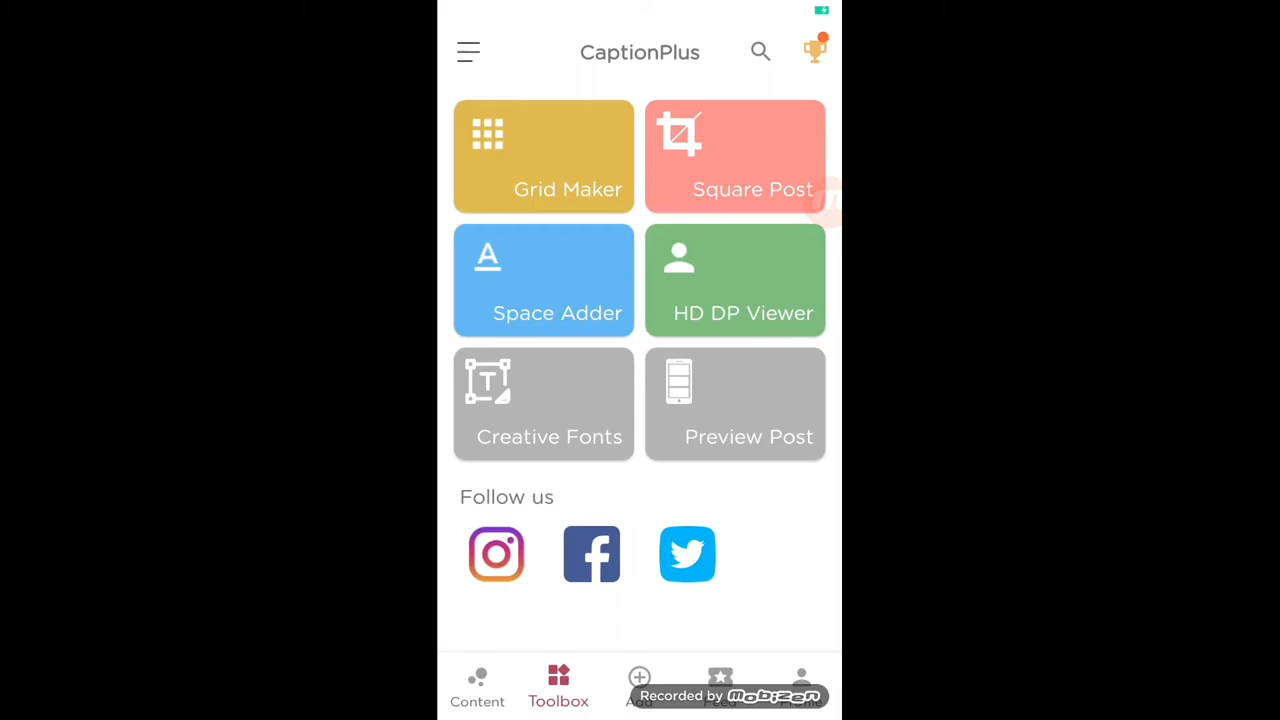 CaptionPlus
Grid Maker
Square Post
Space Adder
HD DP Viewer
Creative Fonts
Preview Post
Follow us
Content
Toolbox
Recorded by mobizen